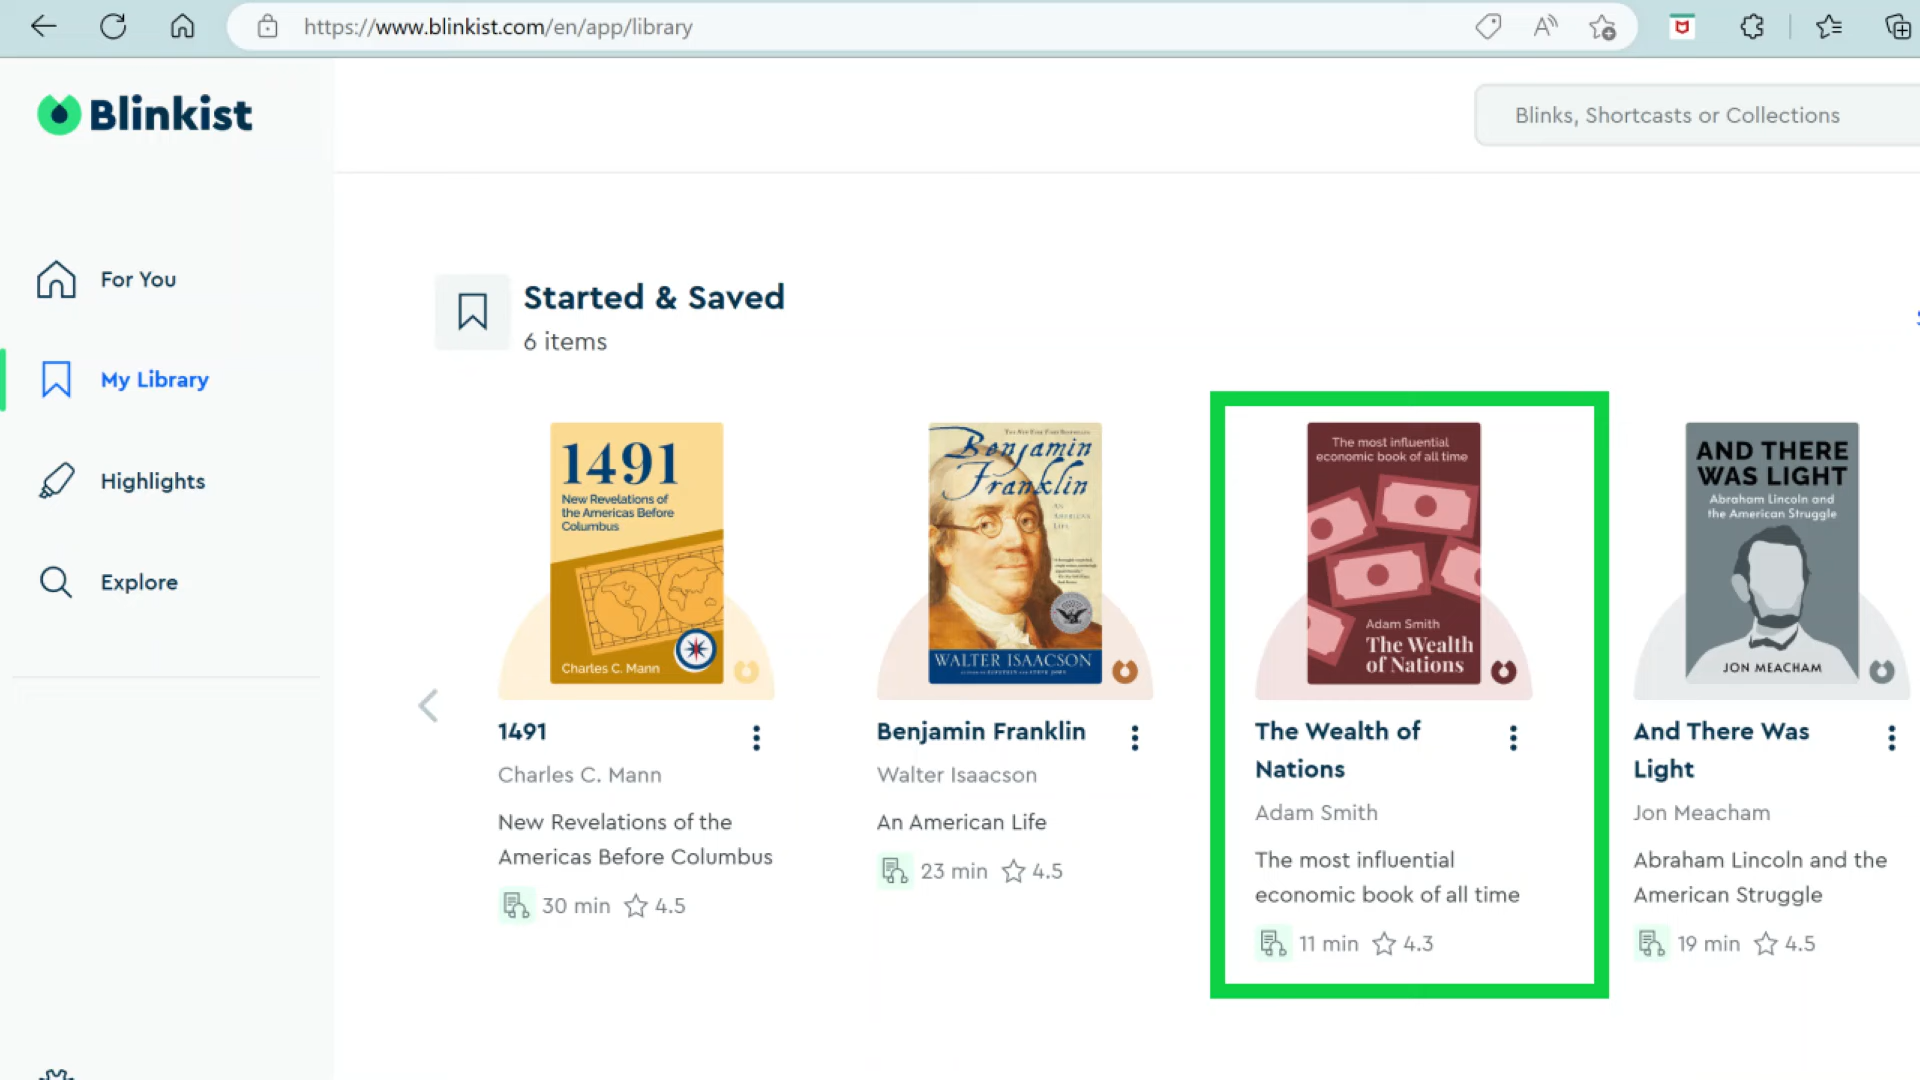 https://www.blinkist.com/en/app/library
Blinkist
Blinks, Shortcasts or Collections
For You
My Library
Highlights
Explore
Started & Saved
6 items
1491
New Revelations of
the Americas Before
Columbus
Charles C. Mann
1491
Charles C. Mann
New Revelations of the
Americas Before Columbus
30 min 4.5
Benjamin
Franklin
AN
AMERICAN
LIFE
WALTER ISAACSON
Benjamin Franklin
Walter Isaacson
An American Life
23 min 4.5
The most influential
economic book of all time
Adam Smith
The Wealth
of Nations
The Wealth of
Nations
Adam Smith
The most influential
economic book of all time
11 min 4.3
AND THERE
WAS LIGHT
Abraham Lincoln and
the American Struggle
JON MEACHAM
And There Was
Light
Jon Meacham
Abraham Lincoln and the
American Struggle
19 min 4.5